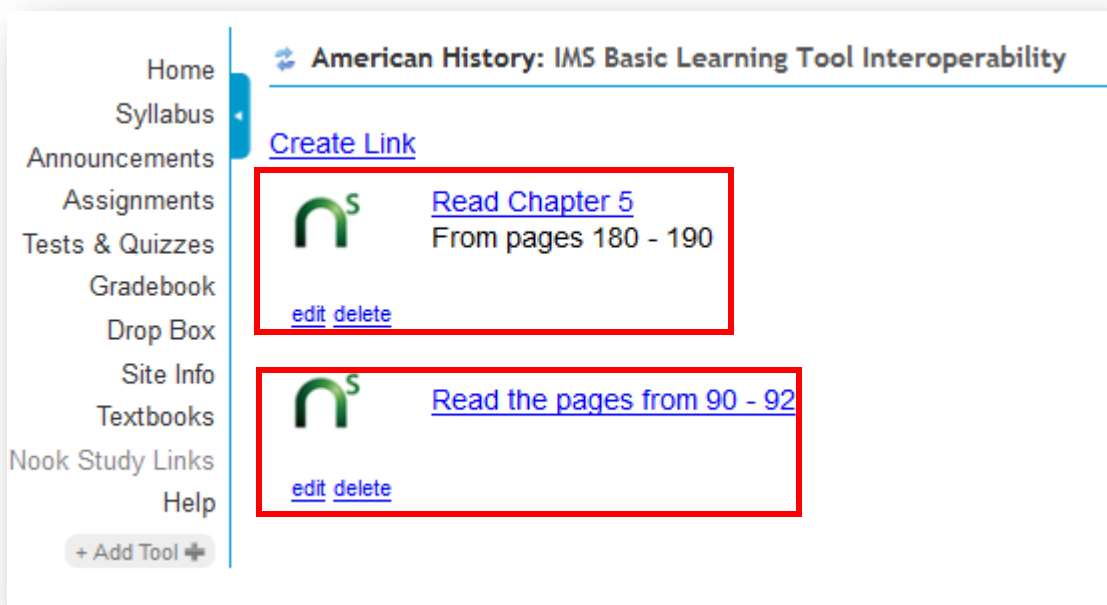 Home
Syllabus
Announcements
Assignments
Tests & Quizzes
Gradebook
Drop Box
Site Info
Textbooks
Nook Study Links
Help
+ Add Tool
American History: IMS Basic Learning Tool Interoperability
Create Link
nS
Read Chapter 5
From pages 180 - 190
edit delete
nS
Read the pages from 90 - 92
edit delete